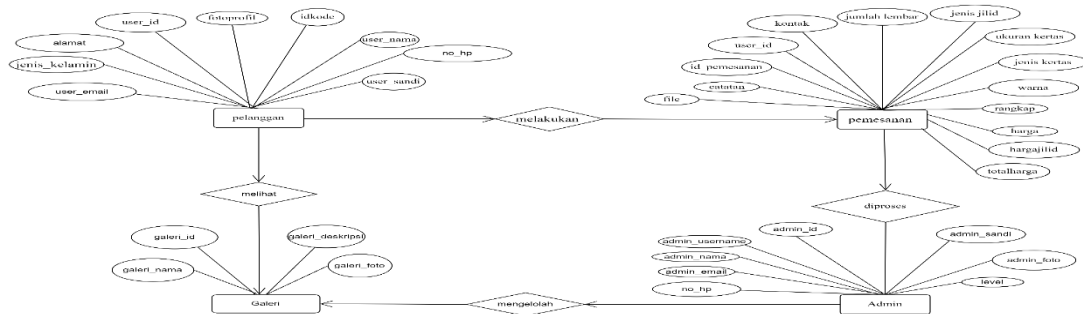 user_id
fotoprofil
idkode
alamat
user_nama
jenis_kelamin
no_hp
user_email
user_sandi
pelanggan
melakukan
kontak
jumlah lembar
jenis jilid
user_id
ukuran kertas
id_pemesanan
jenis kertas
catatan
warna
file
rangkap
pemesanan
harga
hargajilid
totalharga
melihat
diproses
galeri_id
galeri_deskripsi
galeri_nama
galeri_foto
Galeri
mengelolah
admin_id
admin_username
admin_sandi
admin_nama
admin_foto
admin_email
no_hp
level
Admin